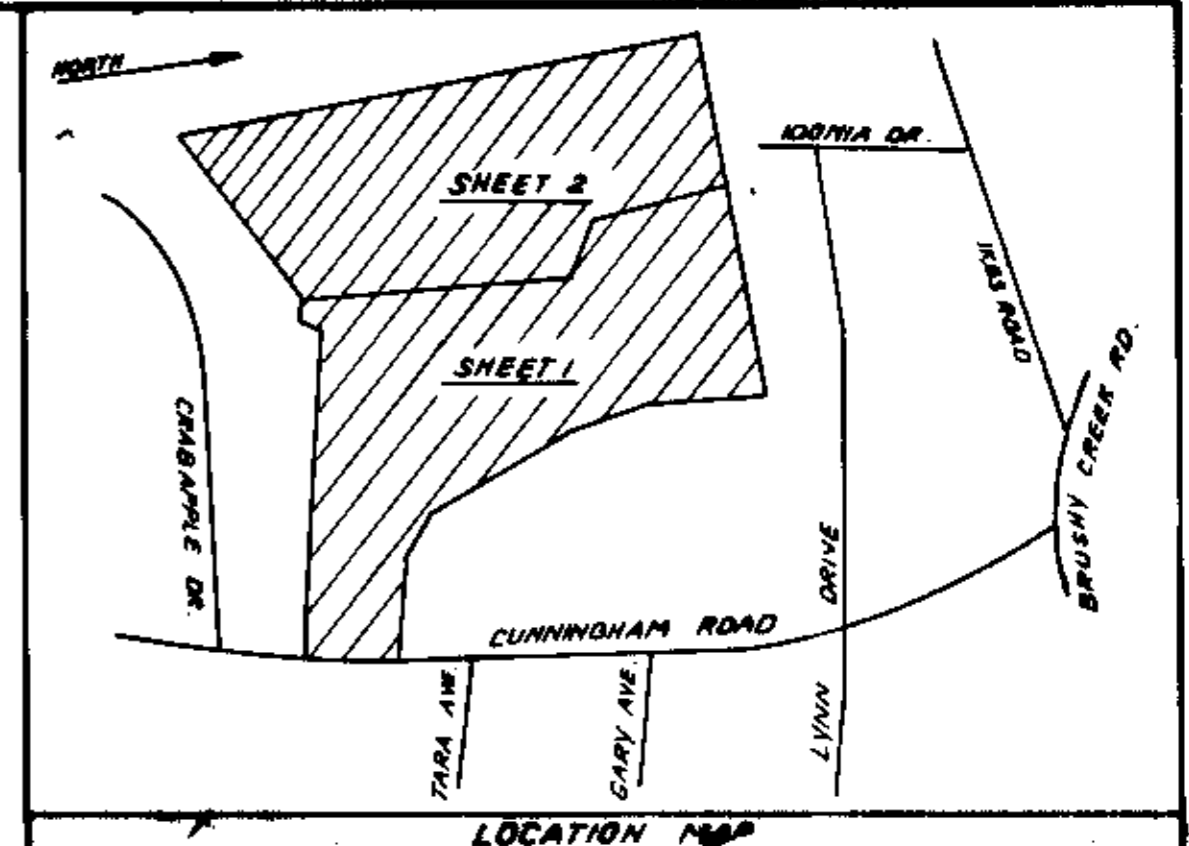 NORTH
IDONIA DR.
SHEET 2
IKES ROAD
SHEET 1
BRUSHY CREEK RD.
CRABAPPLE DR.
CUNNINGHAM ROAD
LYNN DRIVE
TARA AVE.
GARY AVE.
LOCATION MAP